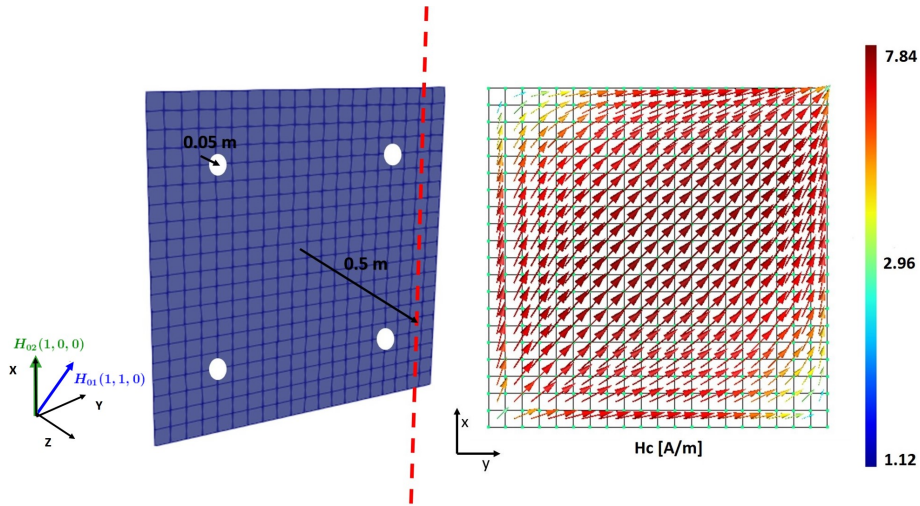 0.05 m
0.5 m
H₀₂(1, 0, 0)
H₀₁(1, 1, 0)
X
Y
Z
x
y
Hc [A/m]
7.84
2.96
1.12